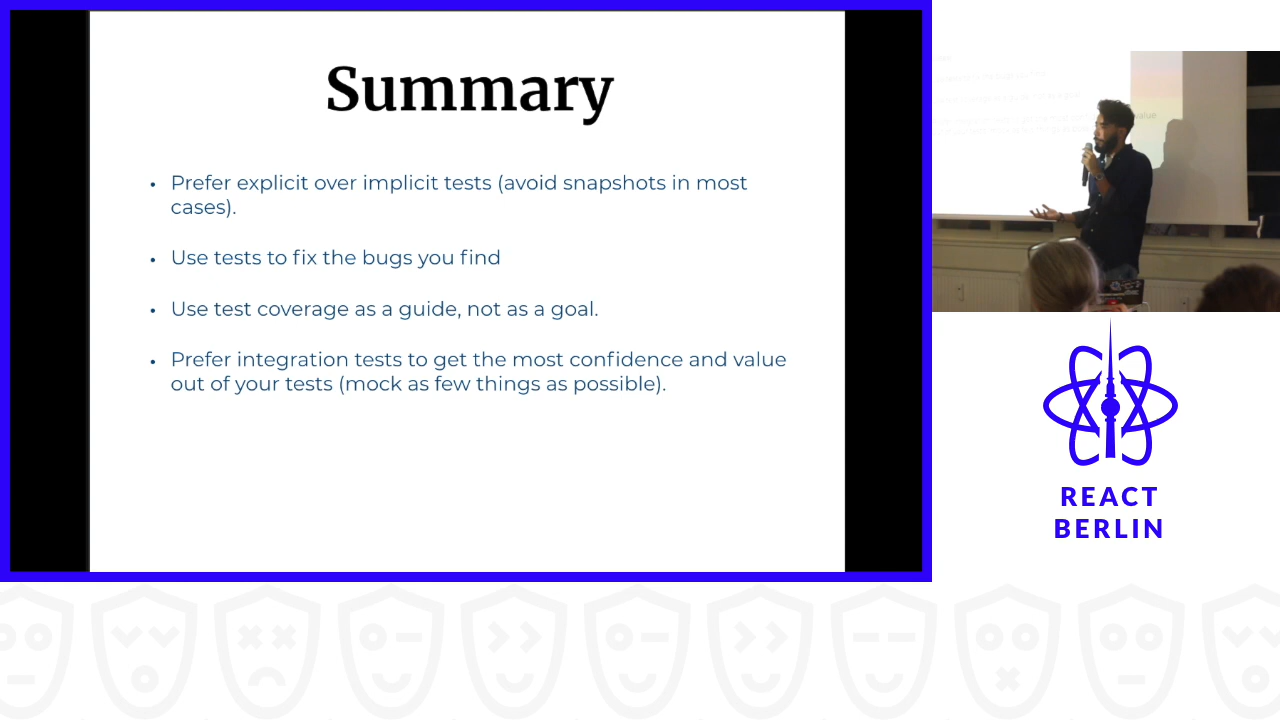 Summary
• Prefer explicit over implicit tests (avoid snapshots in most
cases).
• Use tests to fix the bugs you find
• Use test coverage as a guide, not as a goal.
• Prefer integration tests to get the most confidence and value
out of your tests (mock as few things as possible).
value
REACT
BERLIN